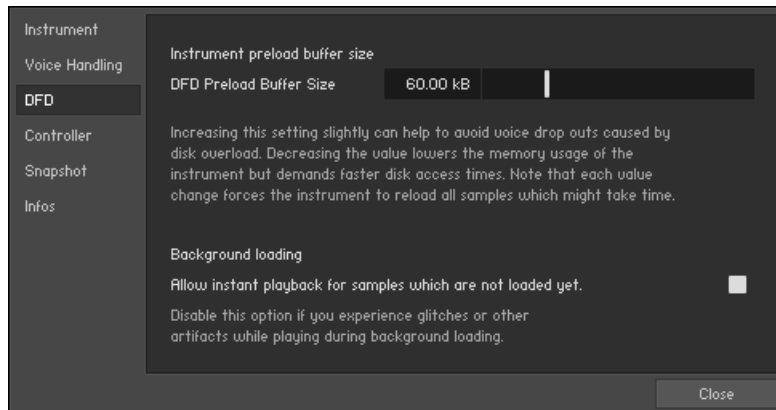 Instrument
Voice Handling
DFD
Controller
Snapshot
Infos
Instrument preload buffer size
DFD Preload Buffer Size 60.00 kB
Increasing this setting slightly can help to avoid voice drop outs caused by
disk overload. Decreasing the value lowers the memory usage of the
instrument but demands faster disk access times. Note that each value
change forces the instrument to reload all samples which might take time.
Background loading
Allow instant playback for samples which are not loaded yet.
Disable this option if you experience glitches or other
artifacts while playing during background loading.
Close